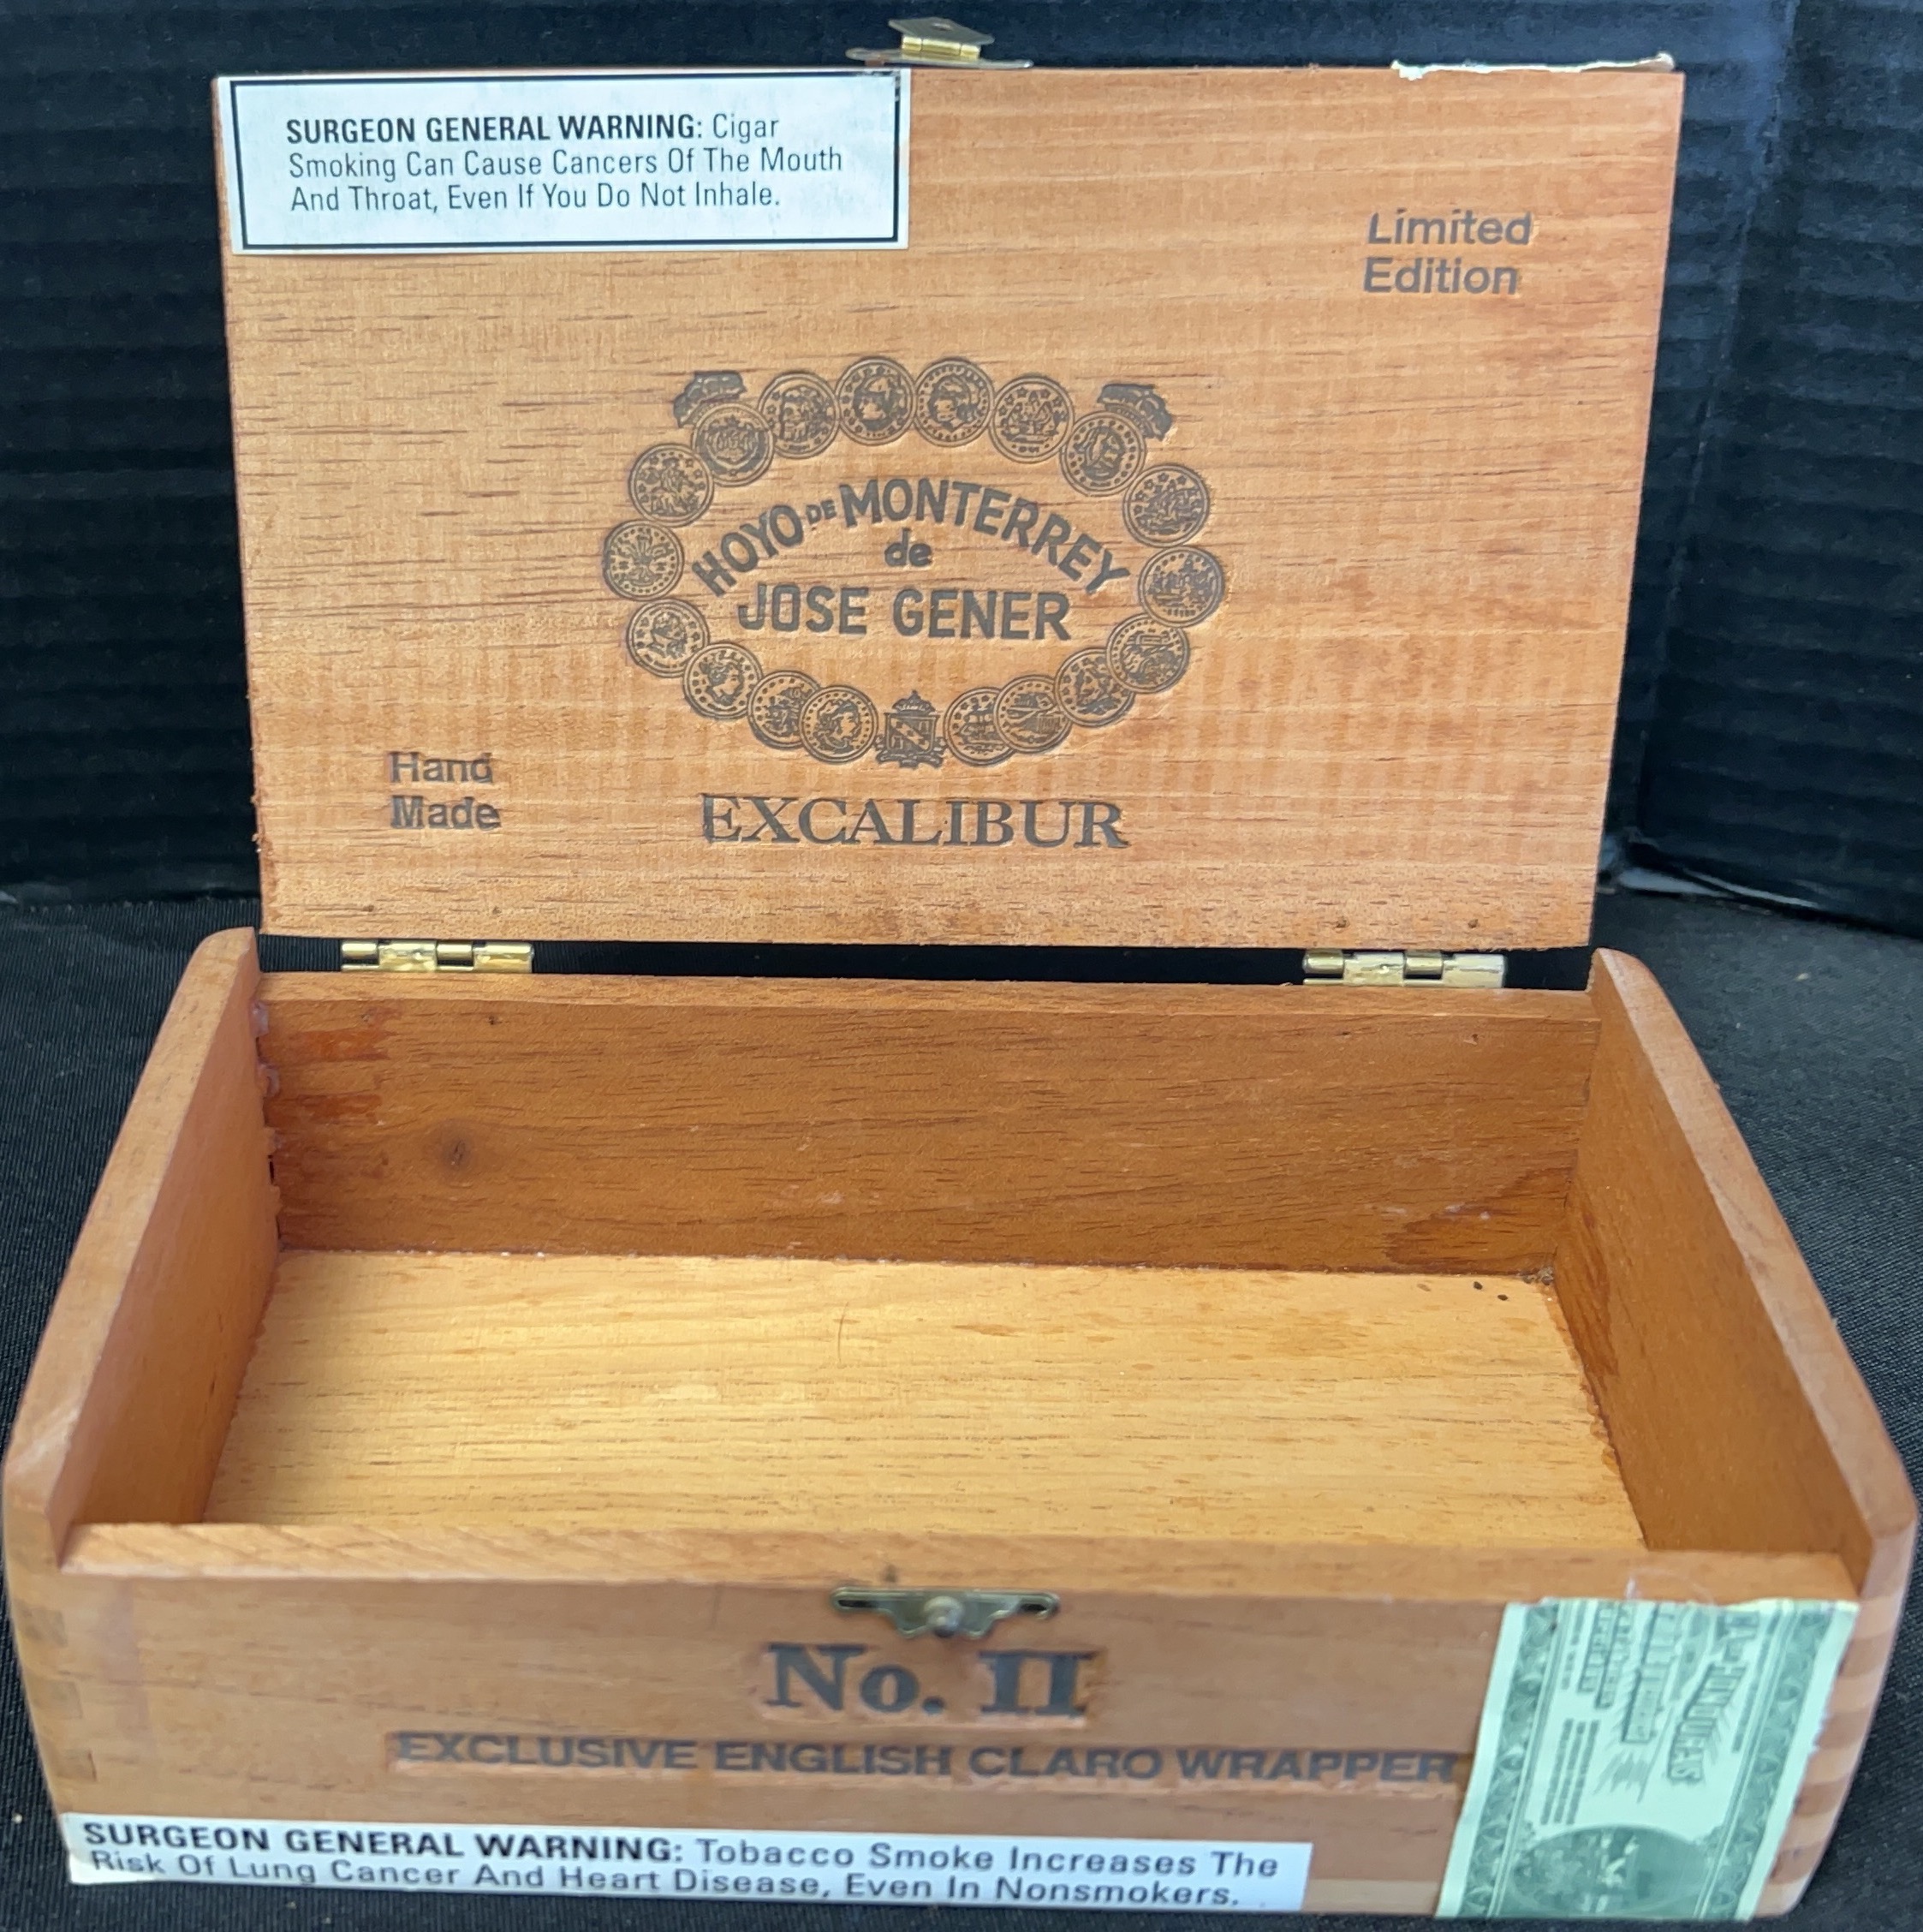 SURGEON GENERAL WARNING: Cigar
Smoking Can Cause Cancers Of The Mouth
And Throat, Even If You Do Not Inhale.
Limited
Edition
HOYO DE MONTERREY
de
JOSE GENER
Hand
Made
EXCALIBUR
No. II
EXCLUSIVE ENGLISH CLARO WRAPPER
SURGEON GENERAL WARNING: Tobacco Smoke Increases The
Risk Of Lung Cancer And Heart Disease, Even In Nonsmokers.